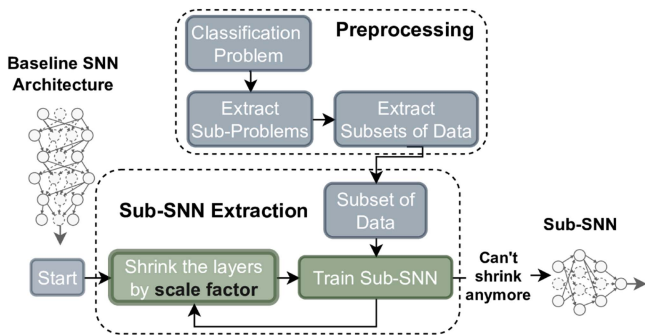 Classification
Problem
Preprocessing
Baseline SNN
Architecture
Extract
Sub-Problems
Extract
Subsets of Data
Sub-SNN Extraction
Subset of
Data
Sub-SNN
Start
Shrink the layers
by scale factor
Train Sub-SNN
Can't
shrink
anymore